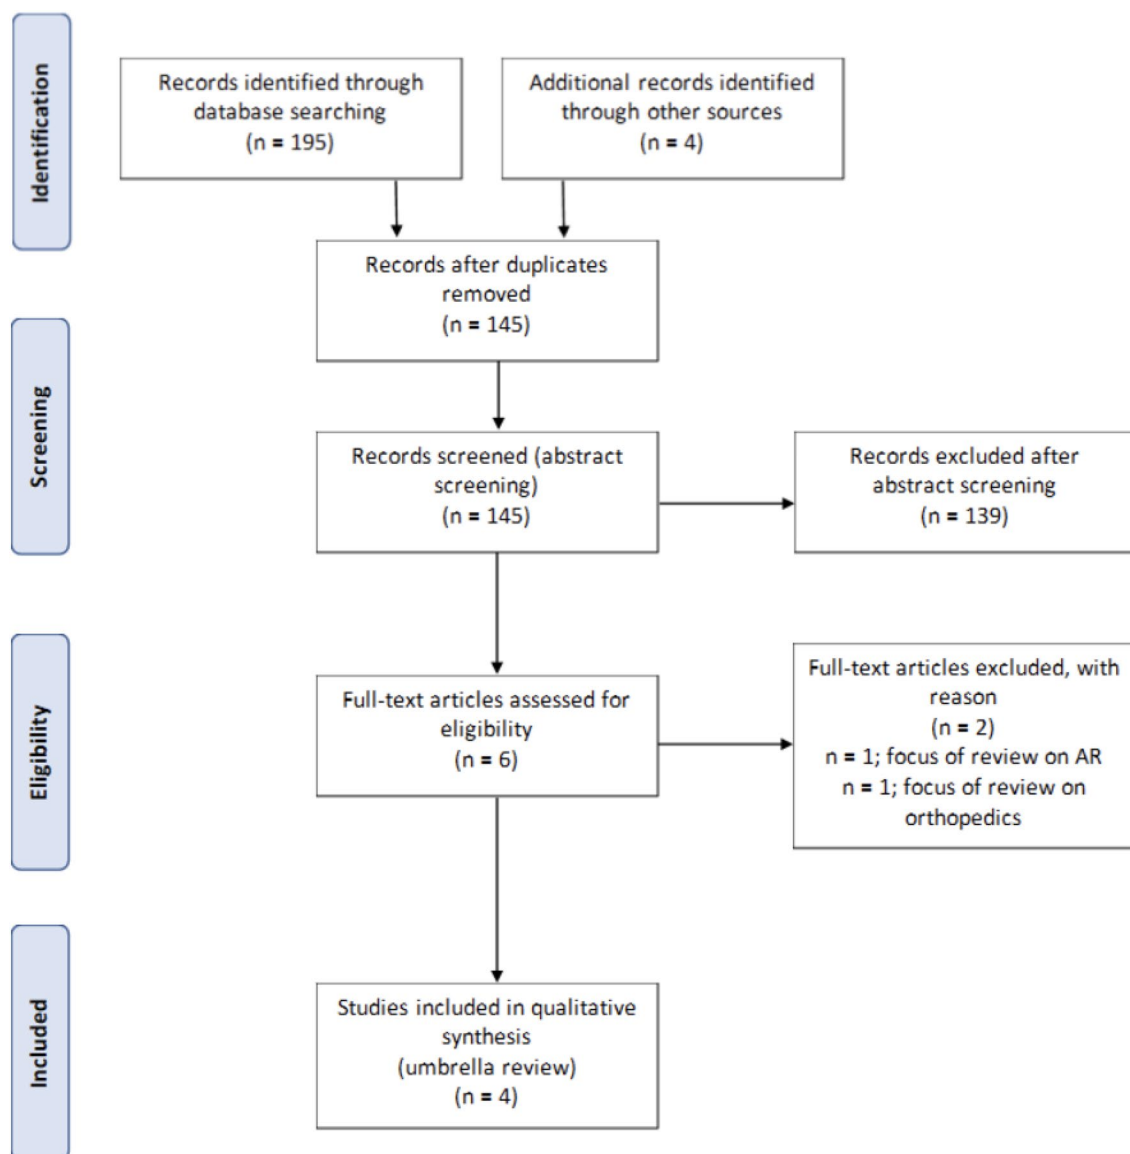 Identification
Records identified through
database searching
(n = 195)
Additional records identified
through other sources
(n = 4)
Records after duplicates
removed
(n = 145)
Screening
Records screened (abstract
screening)
(n = 145)
Records excluded after
abstract screening
(n = 139)
Eligibility
Full-text articles assessed for
eligibility
(n = 6)
Full-text articles excluded, with
reason
(n = 2)
n = 1; focus of review on AR
n = 1; focus of review on
orthopedics
Included
Studies included in qualitative
synthesis
(umbrella review)
(n = 4)